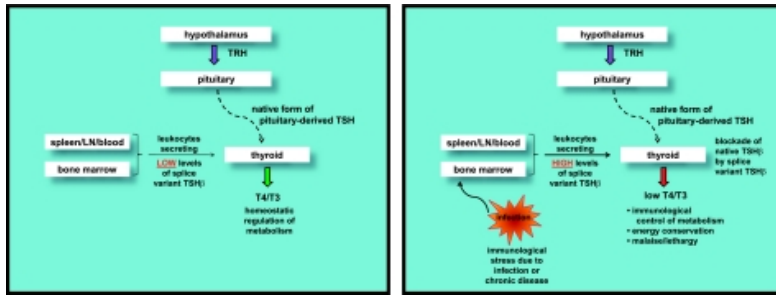 hypothalamus
TRH
pituitary
native form of
pituitary-derived TSH
spleen/LN/blood
bone marrow
leukocytes
secreting
LOW levels
of splice
variant TSHβ
thyroid
T4/T3
homeostatic
regulation of
metabolism
hypothalamus
TRH
pituitary
native form of
pituitary-derived TSH
spleen/LN/blood
bone marrow
leukocytes
secreting
HIGH levels
of splice
variant TSHβ
thyroid
blockade of
native TSHβ
by splice
variant TSHβ
low T4/T3
• immunological
control of metabolism
• energy conservation
• malaise/lethargy
infection
immunological
stress due to
infection or
chronic disease